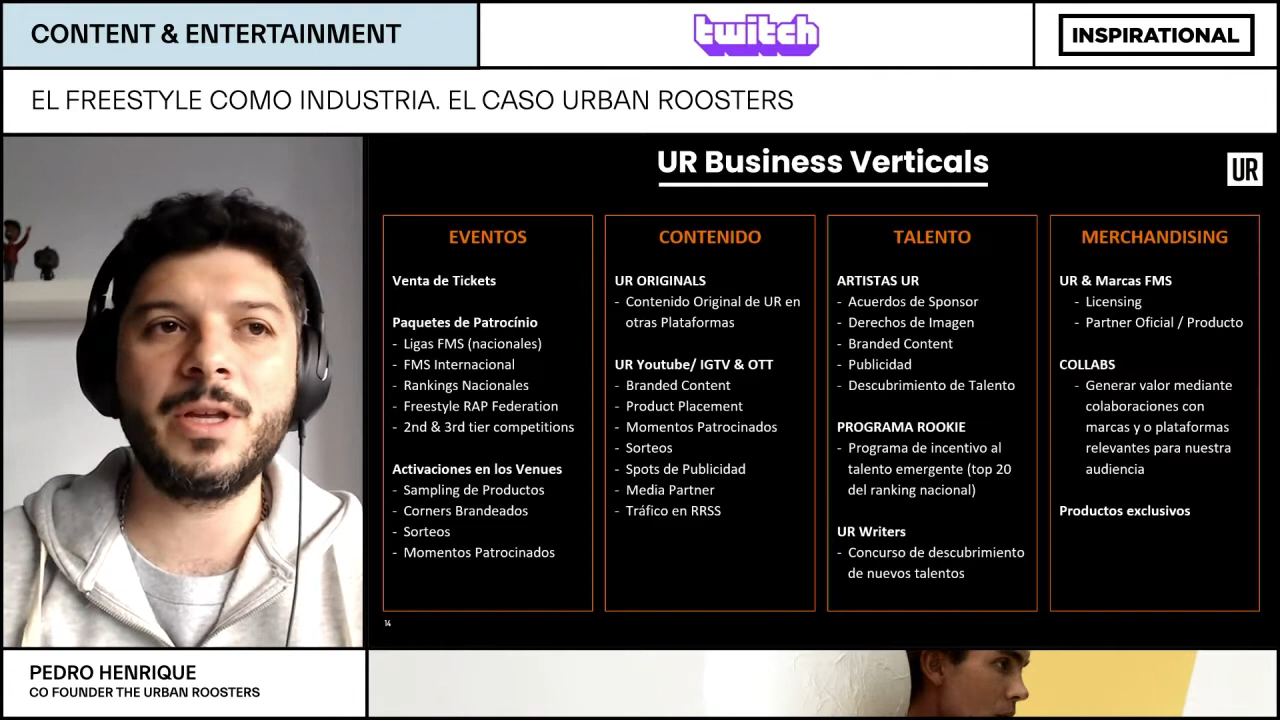 CONTENT & ENTERTAINMENT
twitch
INSPIRATIONAL
EL FREESTYLE COMO INDUSTRIA. EL CASO URBAN ROOSTERS
UR Business Verticals
UR
EVENTOS
Venta de Tickets
Paquetes de Patrocínio
- Ligas FMS (nacionales)
- FMS Internacional
- Rankings Nacionales
- Freestyle RAP Federation
- 2nd & 3rd tier competitions
Activaciones en los Venues
- Sampling de Productos
- Corners Brandeados
- Sorteos
- Momentos Patrocinados
CONTENIDO
UR ORIGINALS
- Contenido Original de UR en
otras Plataformas
UR Youtube/ IGTV & OTT
- Branded Content
- Product Placement
- Momentos Patrocinados
- Sorteos
- Spots de Publicidad
- Media Partner
- Tráfico en RRSS
TALENTO
ARTISTAS UR
- Acuerdos de Sponsor
- Derechos de Imagen
- Branded Content
- Publicidad
- Descubrimiento de Talento
PROGRAMA ROOKIE
- Programa de incentivo al
talento emergente (top 20
del ranking nacional)
UR Writers
- Concurso de descubrimiento
de nuevos talentos
MERCHANDISING
UR & Marcas FMS
- Licensing
- Partner Oficial / Producto
COLLABS
- Generar valor mediante
colaboraciones con
marcas y o plataformas
relevantes para nuestra
audiencia
Productos exclusivos
14
PEDRO HENRIQUE
CO FOUNDER THE URBAN ROOSTERS